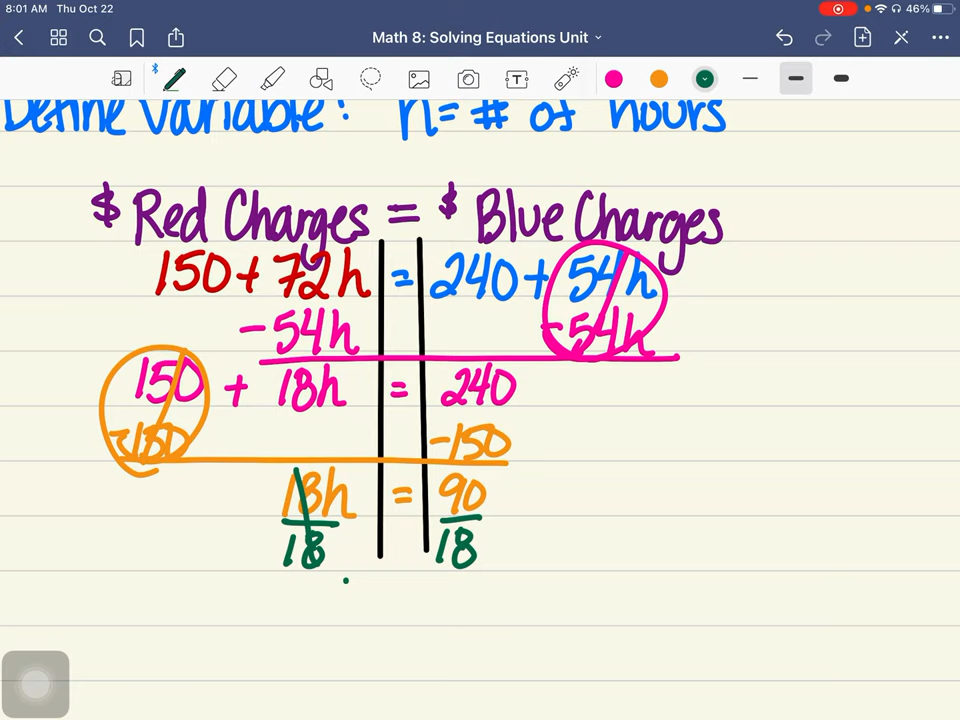 8:01 AM Thu Oct 22 46%
Math 8: Solving Equations Unit
Define Variable: h = # of hours
$ Red Charges = $ Blue Charges
150 + 72h = 240 + 54h
-54h -54h
150 + 18h = 240
-150 -150
18h = 90
18 18